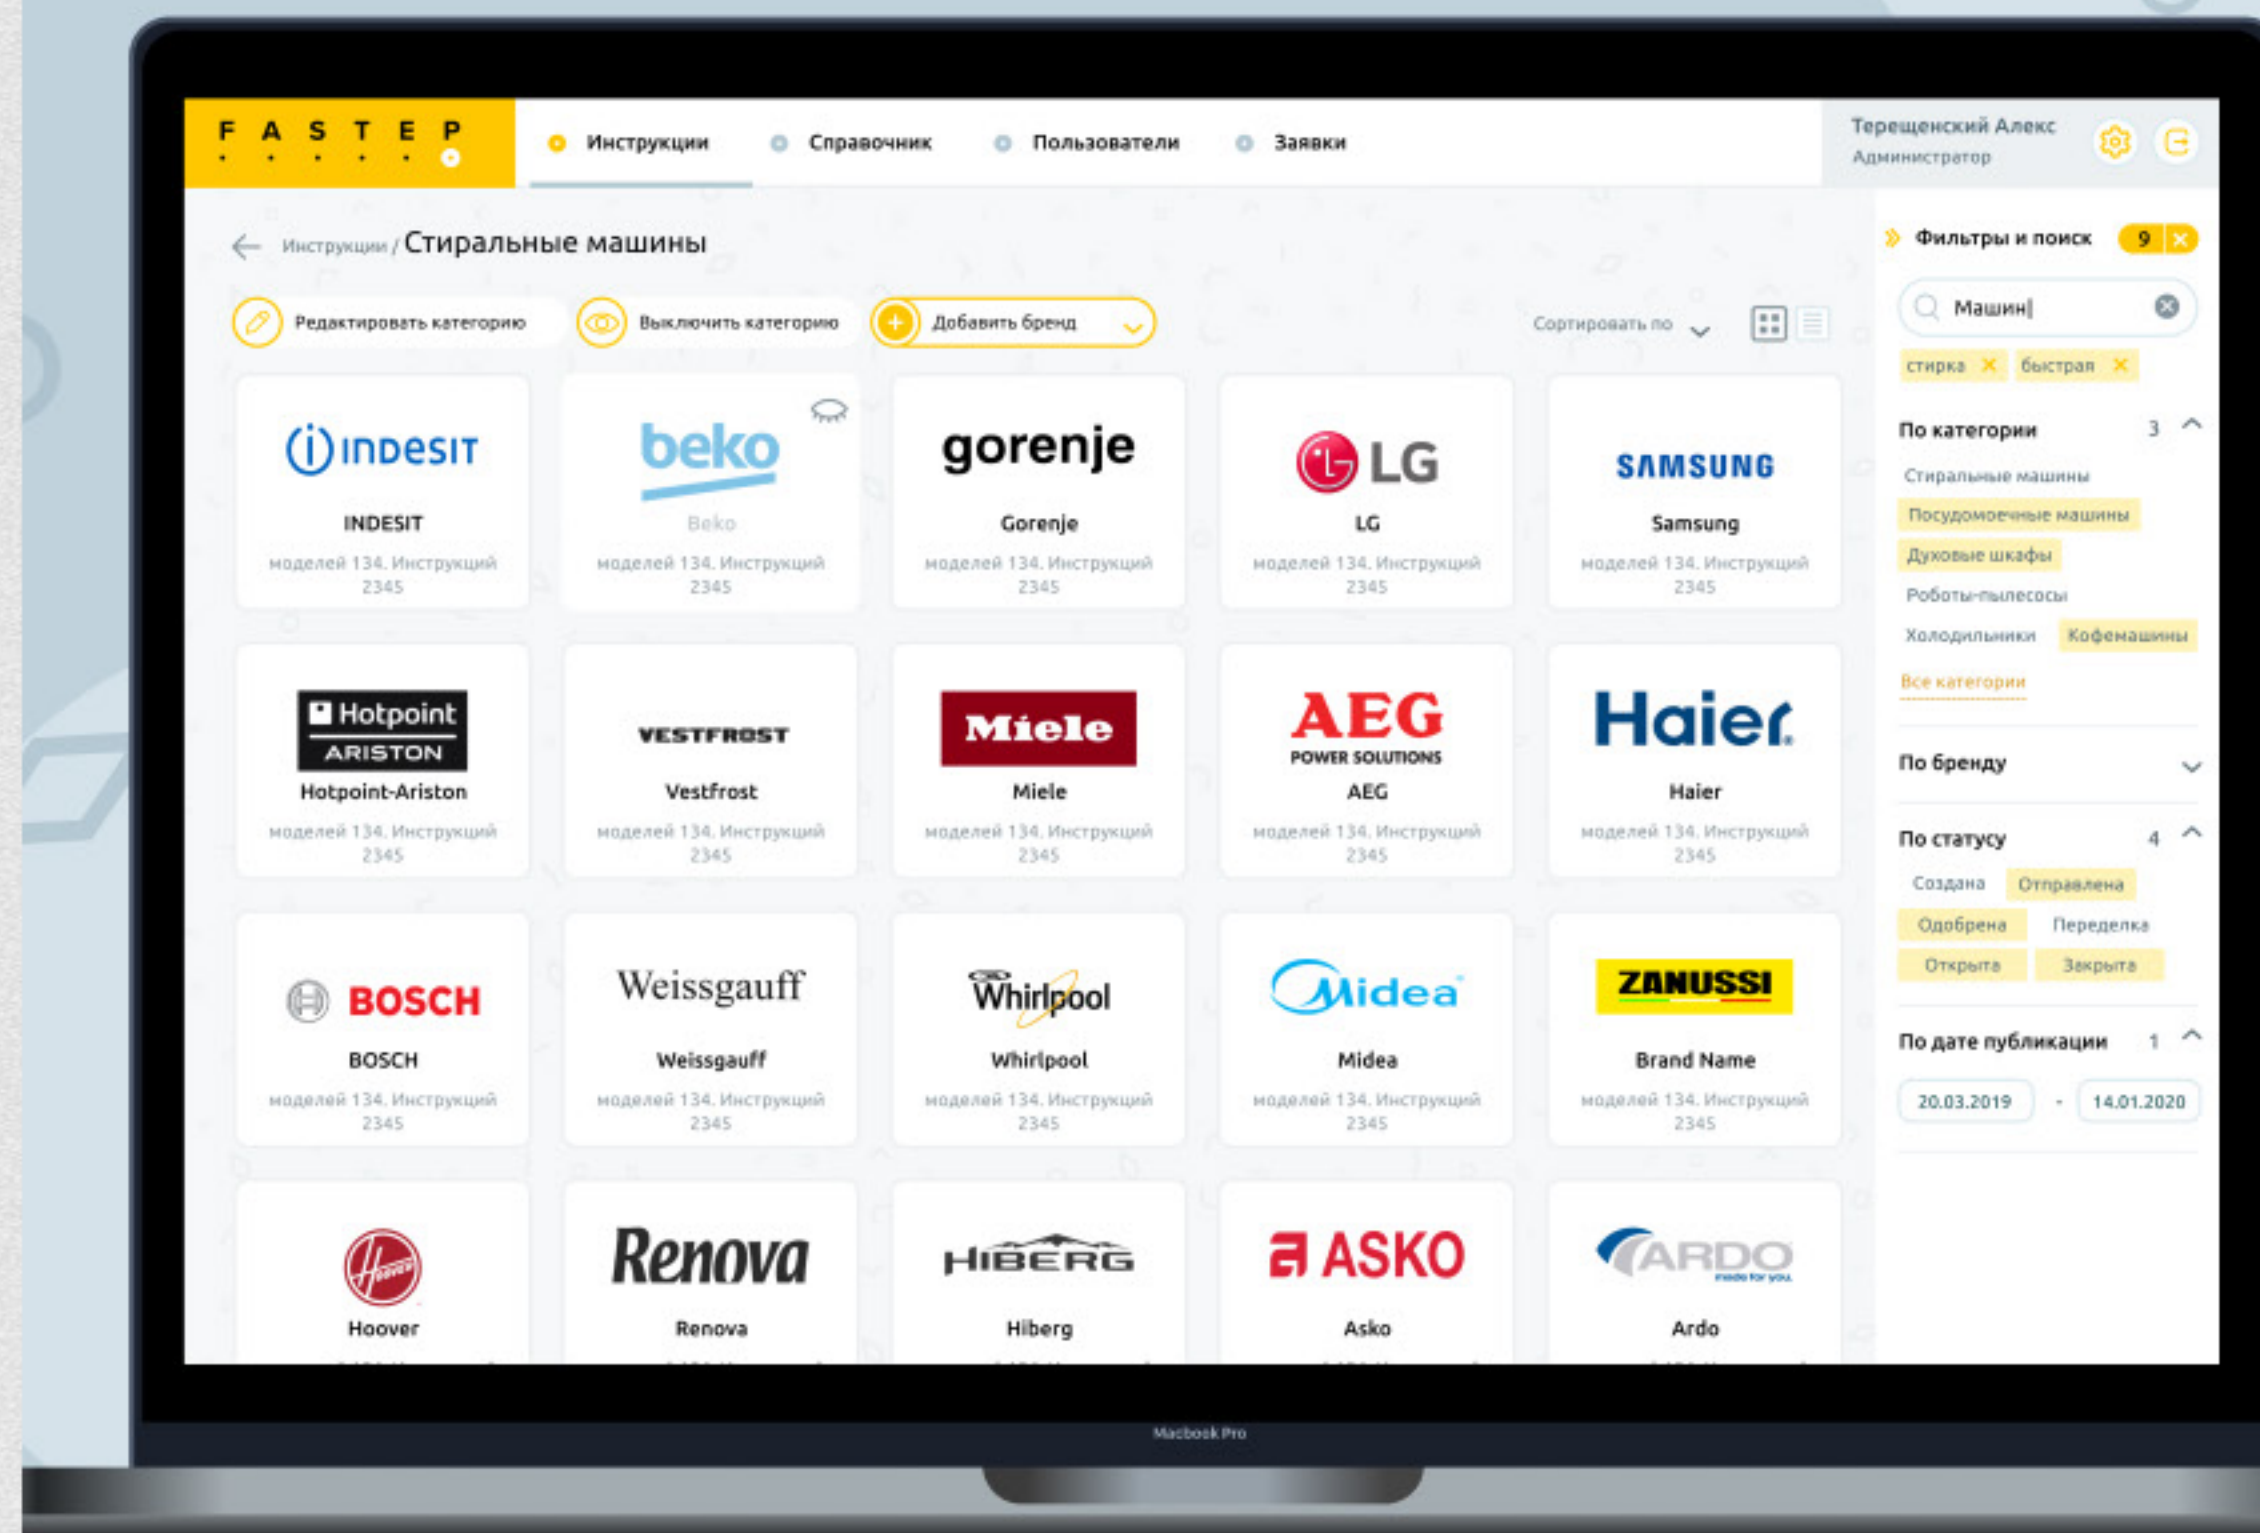 FASTEP
Инструкции Справочник Пользователи Заявки
Терещенский Алекс
Администратор
Инструкции / Стиральные машины
Редактировать категорию Выключить категорию Добавить бренд
Сортировать по
INDESIT beko gorenje LG SAMSUNG
INDESIT Beko Gorenje LG Samsung
моделей 134. Инструкций моделей 134. Инструкций моделей 134. Инструкций моделей 134. Инструкций моделей 134. Инструкций
2345 2345 2345 2345 2345
Hotpoint
ARISTON VESTFROST Miele AEG Haier
POWER SOLUTIONS
Hotpoint-Ariston Vestfrost Miele AEG Haier
моделей 134. Инструкций моделей 134. Инструкций моделей 134. Инструкций моделей 134. Инструкций моделей 134. Инструкций
2345 2345 2345 2345 2345
BOSCH Weissgauff Whirlpool Midea ZANUSSI
BOSCH Weissgauff Whirlpool Midea Brand Name
моделей 134. Инструкций моделей 134. Инструкций моделей 134. Инструкций моделей 134. Инструкций моделей 134. Инструкций
2345 2345 2345 2345 2345
Hoover Renova HIBERG ASKO ARDO
made for you.
Hoover Renova Hiberg Asko Ardo
Фильтры и поиск 9
Машин
стирка быстрая
По категории 3
Стиральные машины
Посудомоечные машины
Духовые шкафы
Роботы-пылесосы
Холодильники Кофемашины
Все категории
По бренду
По статусу 4
Создана Отправлена
Одобрена Переделка
Открыта Закрыта
По дате публикации 1
20.03.2019 - 14.01.2020
Macbook Pro